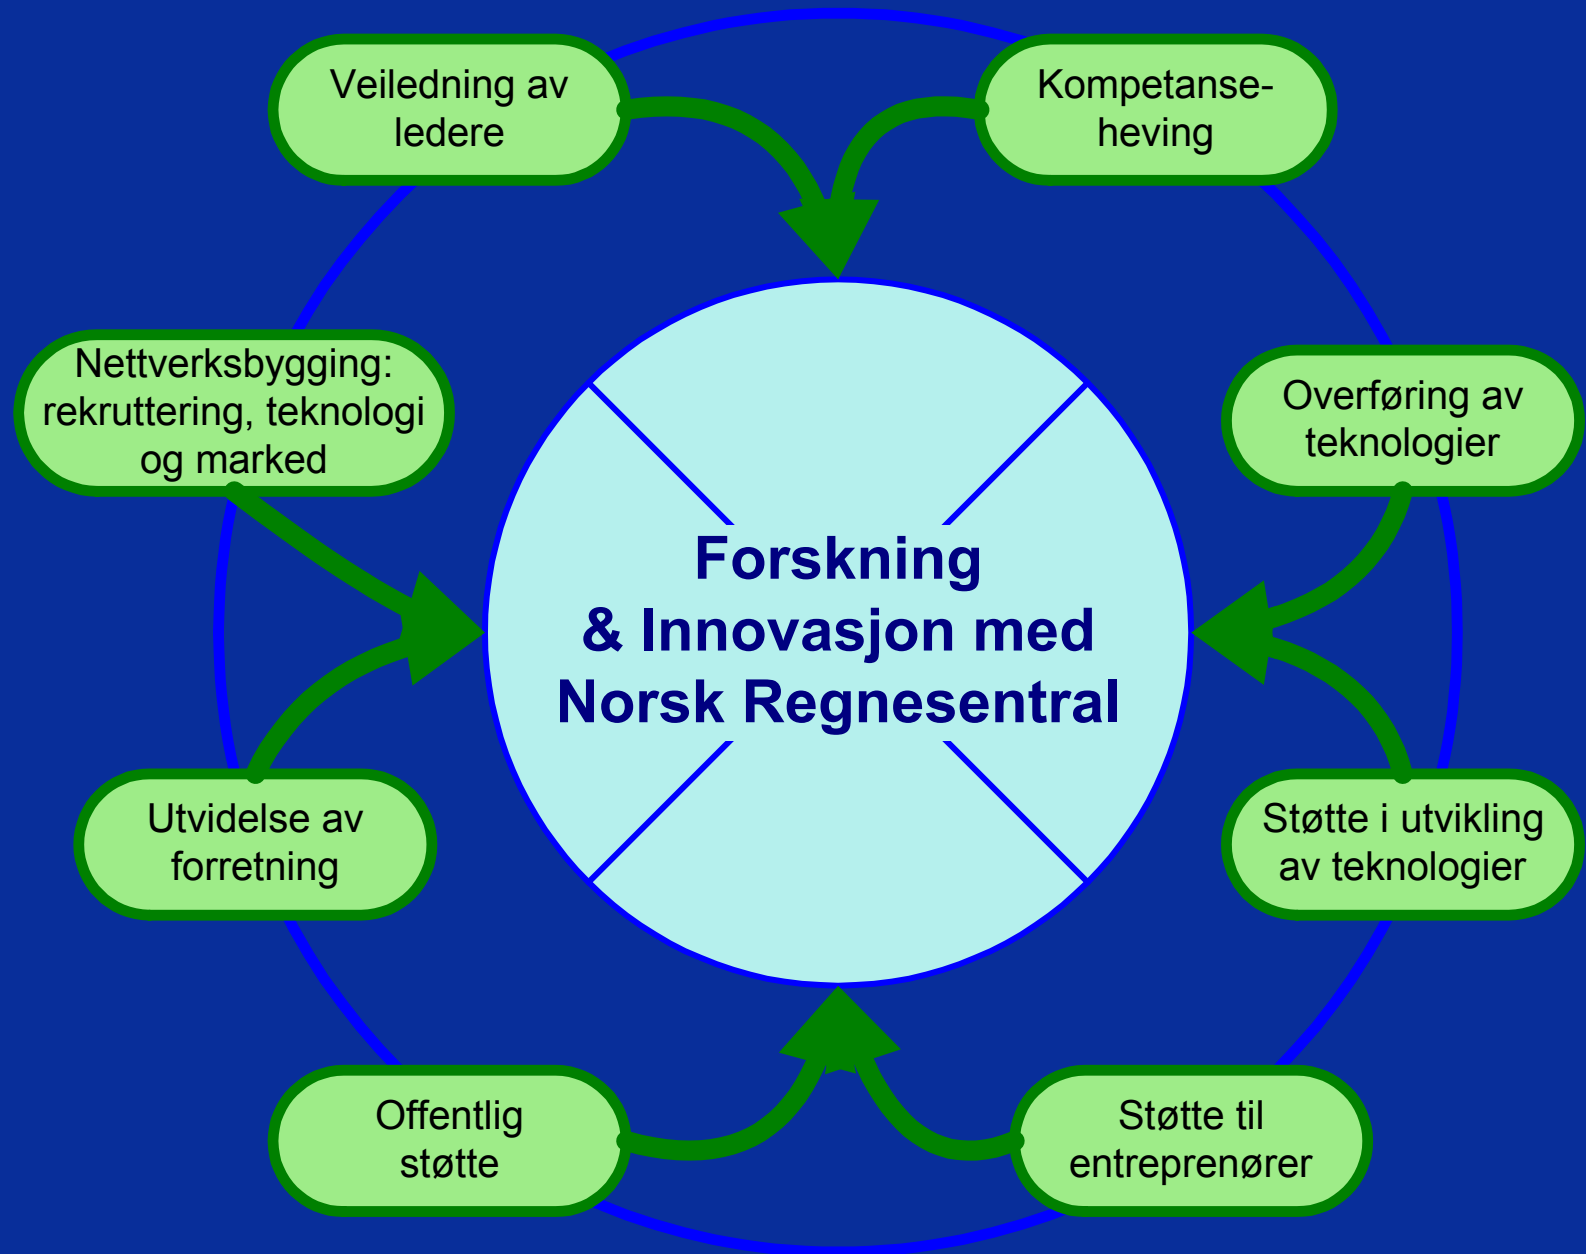 Veiledning av
ledere
Kompetanse-
heving
Nettverksbygging:
rekruttering, teknologi
og marked
Overføring av
teknologier
Forskning
& Innovasjon med
Norsk Regnesentral
Utvidelse av
forretning
Støtte i utvikling
av teknologier
Offentlig
støtte
Støtte til
entreprenører